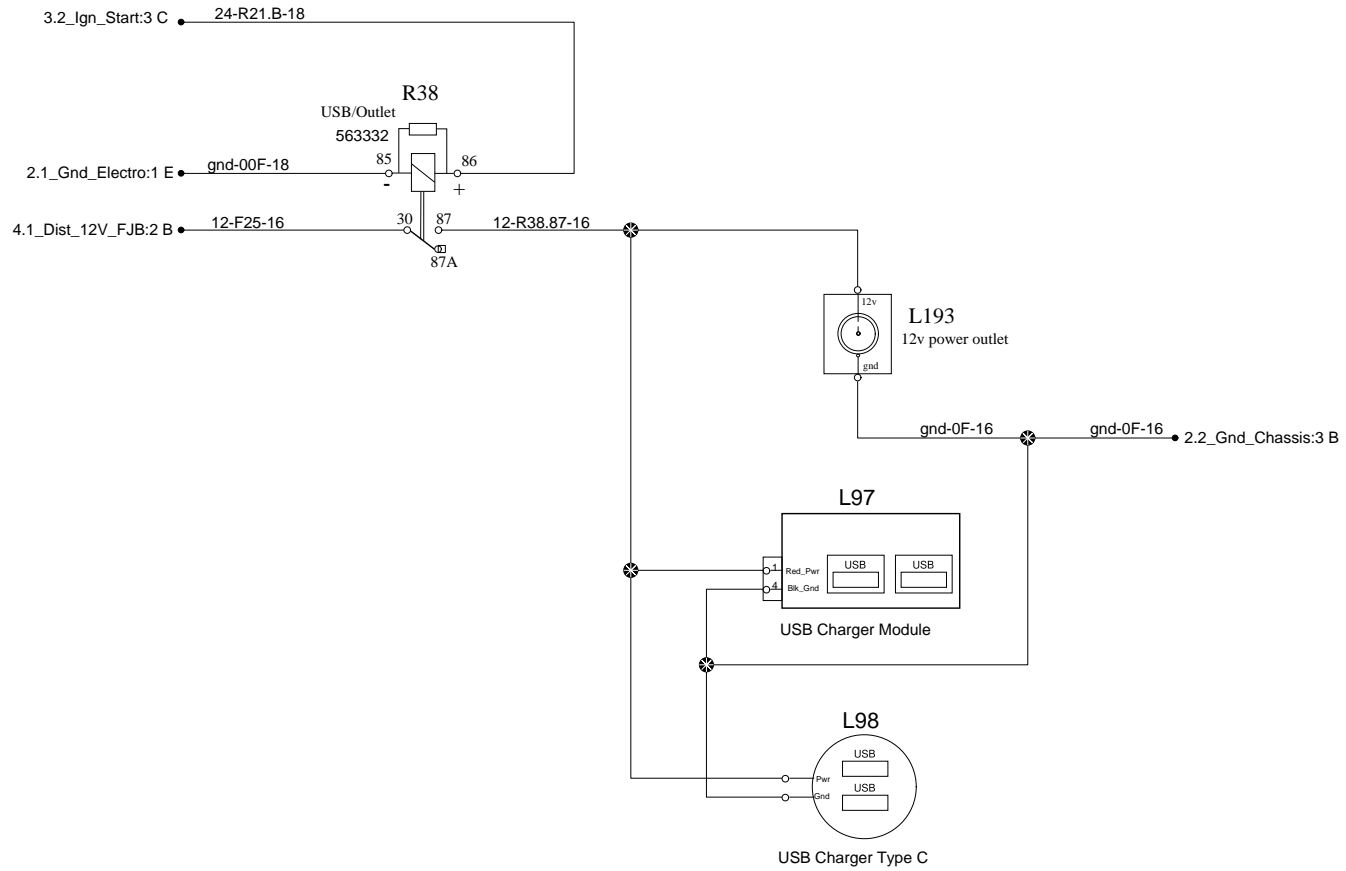 3.2_Ign_Start:3 C
24-R21.B-18
R38
USB/Outlet
563332
2.1_Gnd_Electro:1 E
gnd-00F-18
85
86
-
+
4.1_Dist_12V_FJB:2 B
12-F25-16
30
87
12-R38.87-16
87A
12v
L193
12v power outlet
gnd
gnd-0F-16
gnd-0F-16
2.2_Gnd_Chassis:3 B
L97
1
Red_Pwr
USB
USB
4
Blk_Gnd
USB Charger Module
L98
USB
Pwr
USB
Gnd
USB Charger Type C